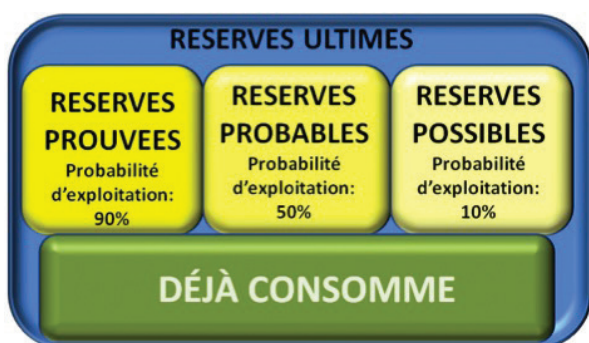 RESERVES ULTIMES
RESERVES
PROUVEES
Probabilité
d'exploitation:
90%
RESERVES
PROBABLES
Probabilité
d'exploitation:
50%
RESERVES
POSSIBLES
Probabilité
d'exploitation:
10%
DÉJÀ CONSOMME